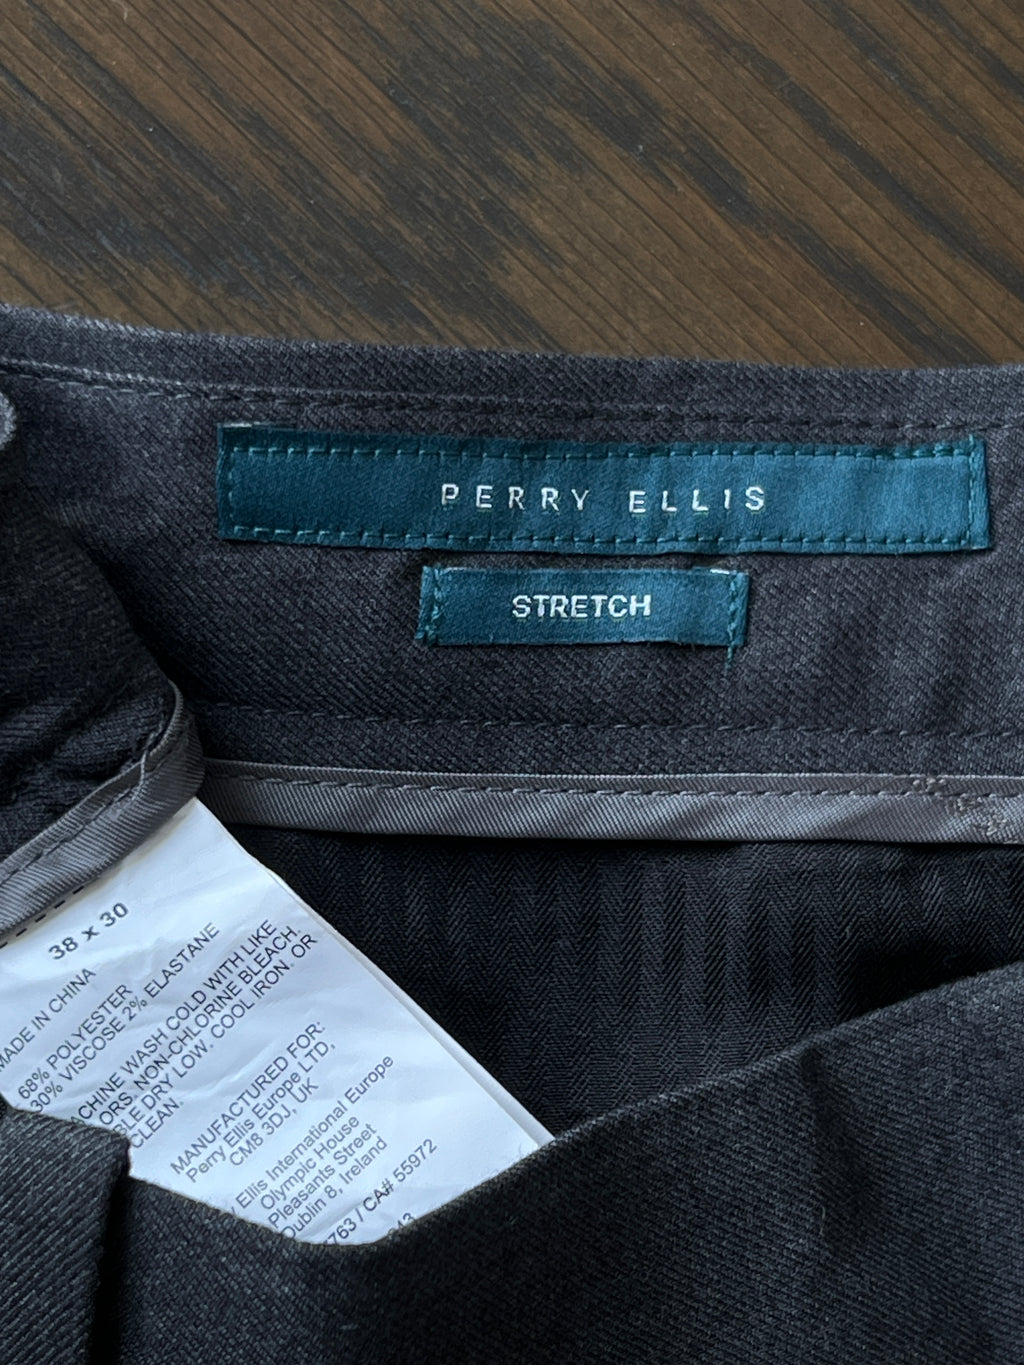 PERRY ELLIS
STRETCH
38 x 30
MADE IN CHINA
68% POLYESTER
30% VISCOSE 2% ELASTANE
WASH COLD WITH LIKE
NON-CHLORINE BLEACH.
DRY LOW. COOL IRON. OR
CLEAN.
MANUFACTURED FOR:
Perry Ellis Europe LTD,
CM8 3DJ, UK
Ellis International Europe
Olympic House
Pleasants Street
Dublin 8, Ireland
763 / CA# 55972